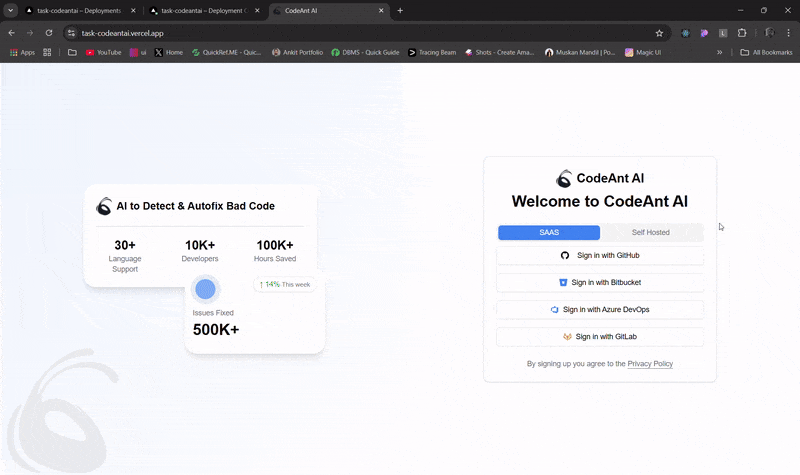 task-codeantai – Deployments
task-codeantai – Deployment
CodeAnt AI
task-codeantai.vercel.app
Apps
YouTube
ui
Home
QuickRef.ME - Quic...
Ankit Portfolio
DBMS - Quick Guide
Tracing Beam
Shots - Create Ama...
Muskan Mandil | Po...
Magic UI
All Bookmarks
AI to Detect & Autofix Bad Code
30+
Language
Support
10K+
Developers
100K+
Hours Saved
↑ 14% This week
Issues Fixed
500K+
CodeAnt AI
Welcome to CodeAnt AI
SAAS
Self Hosted
Sign in with GitHub
Sign in with Bitbucket
Sign in with Azure DevOps
Sign in with GitLab
By signing up you agree to the Privacy Policy